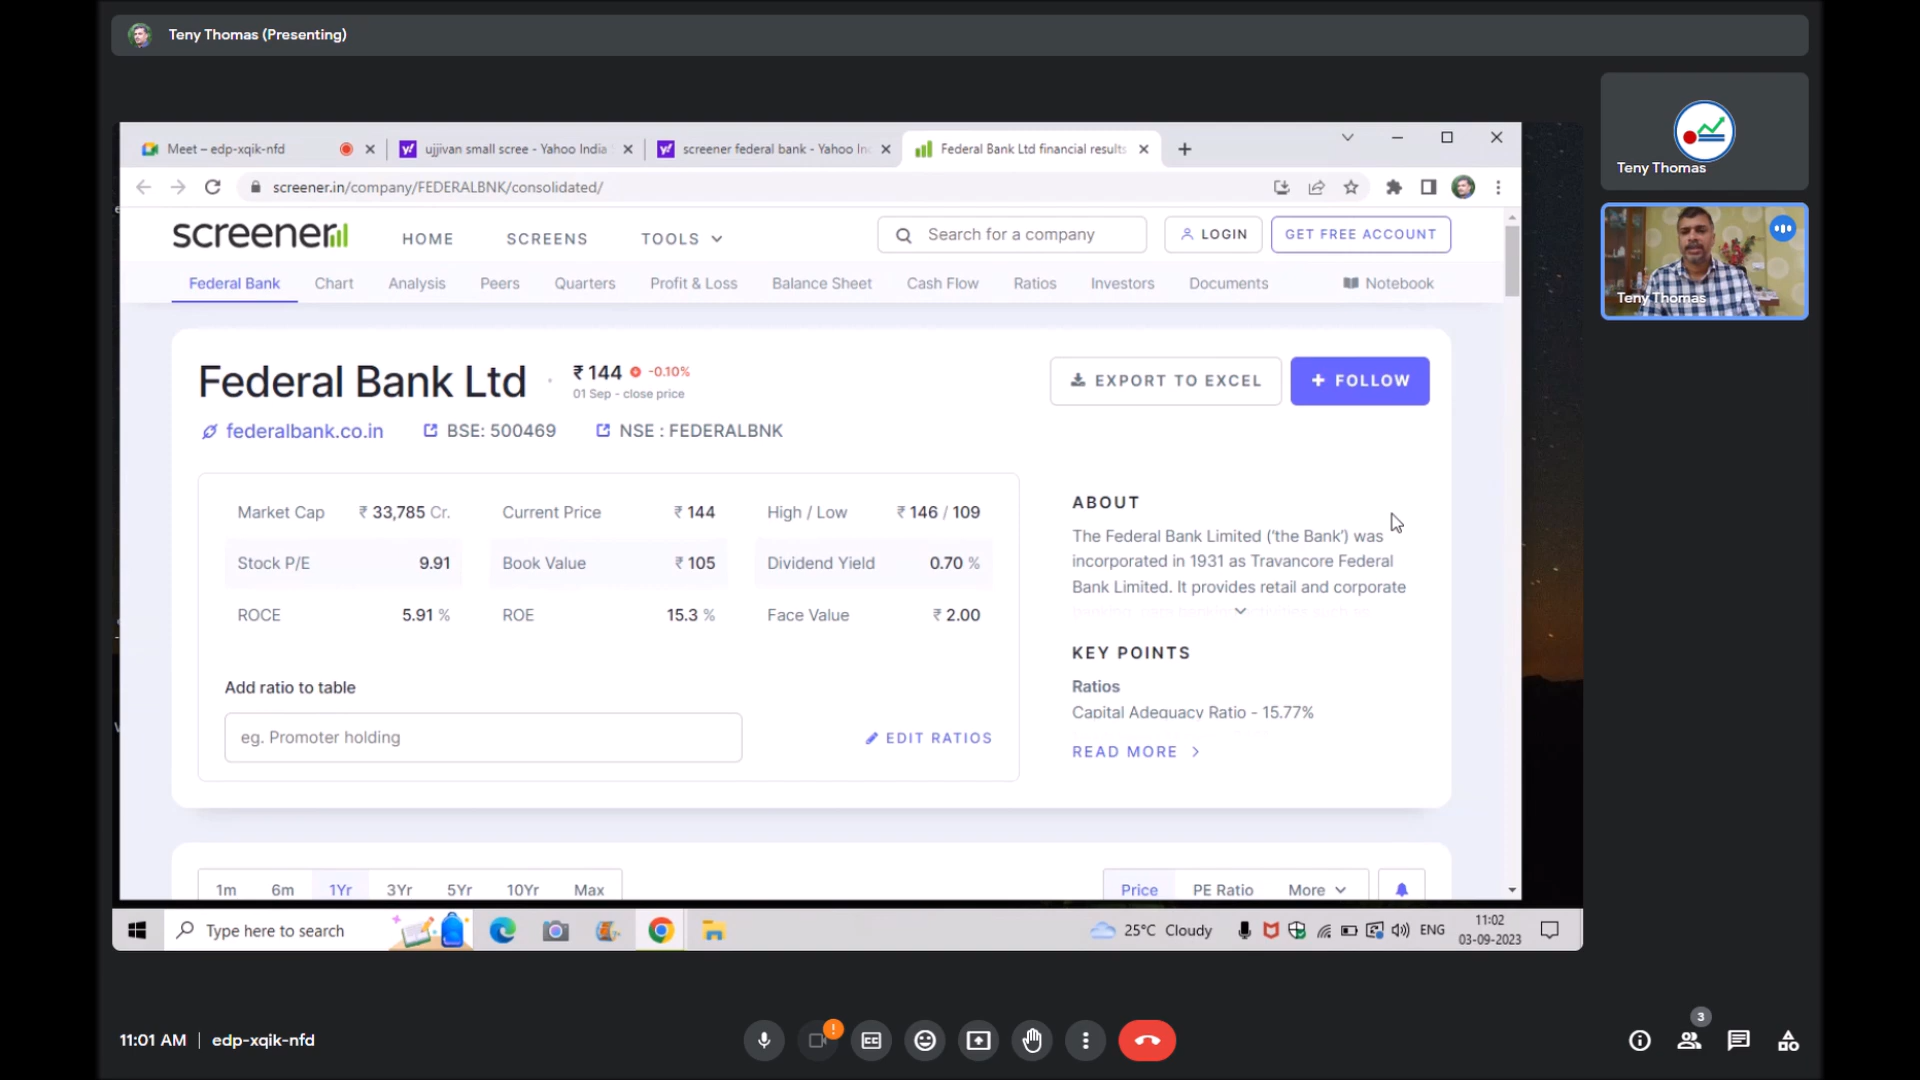 Teny Thomas (Presenting)
Teny Thomas
Teny Thomas
Meet – edp-xqik-nfd
ujjivan small scree - Yahoo India
screener federal bank - Yahoo In
Federal Bank Ltd financial results
screener.in/company/FEDERALBNK/consolidated/
screener
HOME SCREENS TOOLS
Search for a company
LOGIN
GET FREE ACCOUNT
Federal Bank Chart Analysis Peers Quarters Profit & Loss Balance Sheet Cash Flow Ratios Investors Documents Notebook
Federal Bank Ltd
₹ 144 -0.10%
01 Sep - close price
EXPORT TO EXCEL
+ FOLLOW
federalbank.co.in BSE: 500469 NSE : FEDERALBNK
Market Cap ₹ 33,785 Cr. Current Price ₹ 144 High / Low ₹ 146 / 109
Stock P/E 9.91 Book Value ₹ 105 Dividend Yield 0.70 %
ROCE 5.91 % ROE 15.3 % Face Value ₹ 2.00
Add ratio to table
eg. Promoter holding
EDIT RATIOS
ABOUT
The Federal Bank Limited ('the Bank') was
incorporated in 1931 as Travancore Federal
Bank Limited. It provides retail and corporate
KEY POINTS
Ratios
Capital Adequacy Ratio - 15.77%
READ MORE
1m 6m 1Yr 3Yr 5Yr 10Yr Max
Price PE Ratio More
Type here to search
25°C Cloudy
ENG
11:02
03-09-2023
11:01 AM | edp-xqik-nfd
3